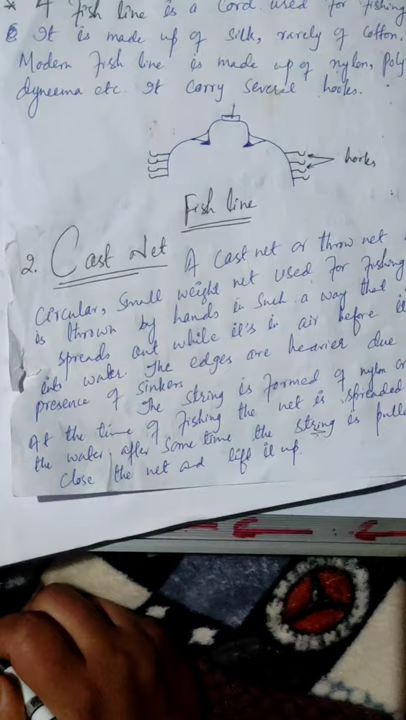 * A fish line is a Cord used for fishing
It is made up of silk, rarely of Cotton.
Modern fish line is made up of nylon, Poly
dyneema etc. It Carry Several hooks.
hooks
Fish line
2. Cast Net A Cast net or throw net
Circular, Small weight net used for fishing
is thrown by hands in such a way that
spreads out while it's in air before it
into water. The edges are heavier due
presence of sinkers
The string is formed of nylon or
At the time of fishing the net is spreaded
the water, after some time the string is pulle
close the net and lift it up.